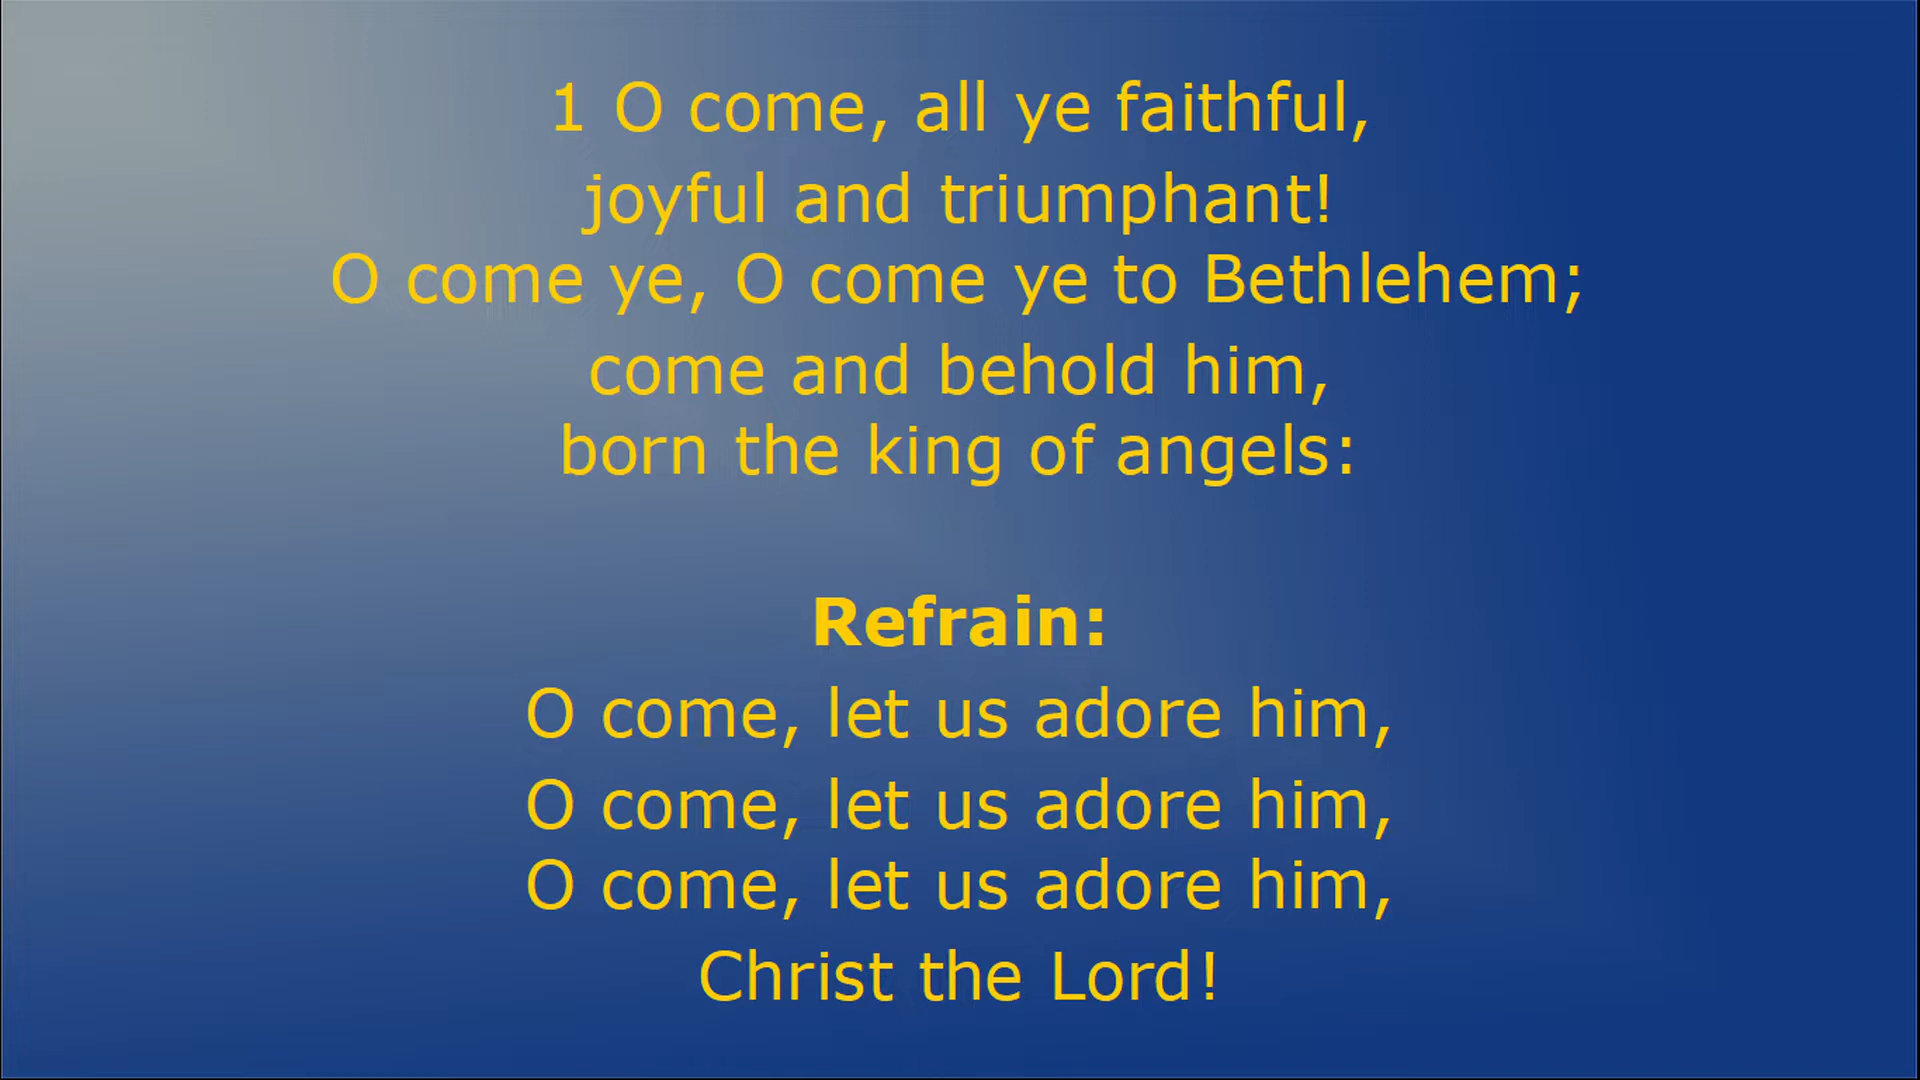 1 O come, all ye faithful,
joyful and triumphant!
O come ye, O come ye to Bethlehem;
come and behold him,
born the king of angels:
Refrain:
O come, let us adore him,
O come, let us adore him,
O come, let us adore him,
Christ the Lord!